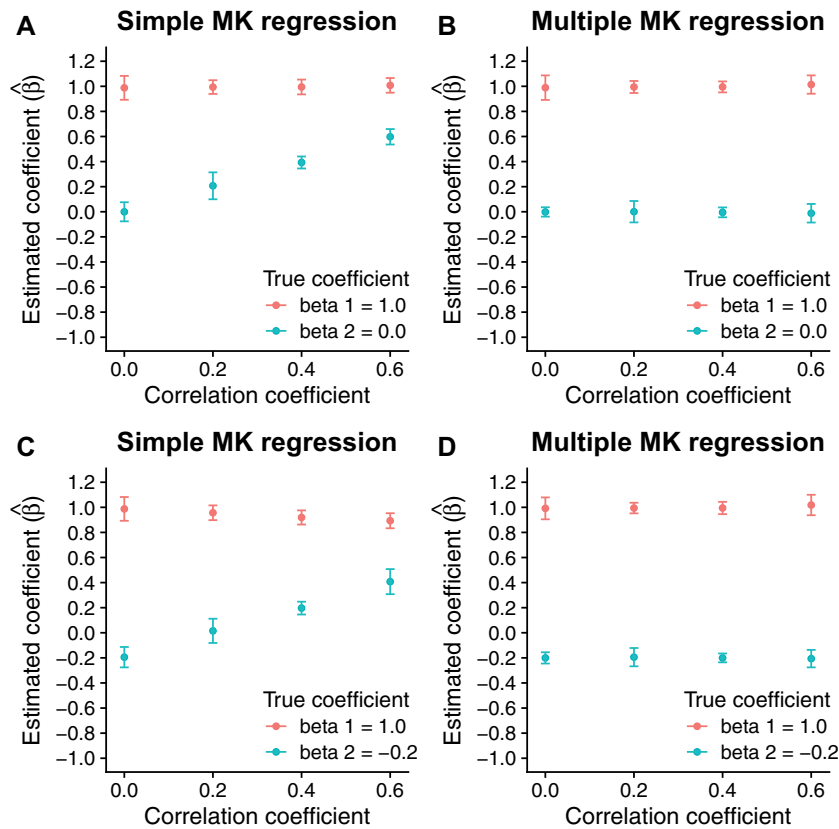 A
Simple MK regression
Estimated coefficient (β̂)
1.2
1.0
0.8
0.6
0.4
0.2
0.0
−0.2
−0.4
−0.6
−0.8
−1.0
True coefficient
beta 1 = 1.0
beta 2 = 0.0
0.0 0.2 0.4 0.6
Correlation coefficient
B
Multiple MK regression
Estimated coefficient (β̂)
1.2
1.0
0.8
0.6
0.4
0.2
0.0
−0.2
−0.4
−0.6
−0.8
−1.0
True coefficient
beta 1 = 1.0
beta 2 = 0.0
0.0 0.2 0.4 0.6
Correlation coefficient
C
Simple MK regression
Estimated coefficient (β̂)
1.2
1.0
0.8
0.6
0.4
0.2
0.0
−0.2
−0.4
−0.6
−0.8
−1.0
True coefficient
beta 1 = 1.0
beta 2 = −0.2
0.0 0.2 0.4 0.6
Correlation coefficient
D
Multiple MK regression
Estimated coefficient (β̂)
1.2
1.0
0.8
0.6
0.4
0.2
0.0
−0.2
−0.4
−0.6
−0.8
−1.0
True coefficient
beta 1 = 1.0
beta 2 = −0.2
0.0 0.2 0.4 0.6
Correlation coefficient